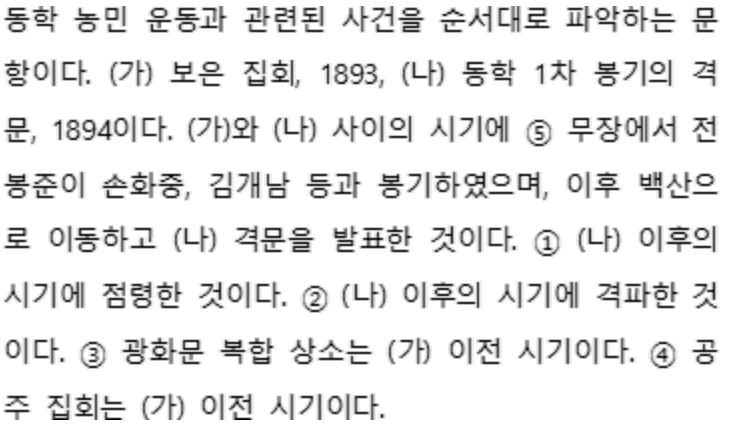 동학 농민 운동과 관련된 사건을 순서대로 파악하는 문
항이다. (가) 보은 집회, 1893, (나) 동학 1차 봉기의 격
문, 1894이다. (가)와 (나) 사이의 시기에 ⑤ 무장에서 전
봉준이 손화중, 김개남 등과 봉기하였으며, 이후 백산으
로 이동하고 (나) 격문을 발표한 것이다. ① (나) 이후의
시기에 점령한 것이다. ② (나) 이후의 시기에 격파한 것
이다. ③ 광화문 복합 상소는 (가) 이전 시기이다. ④ 공
주 집회는 (가) 이전 시기이다.